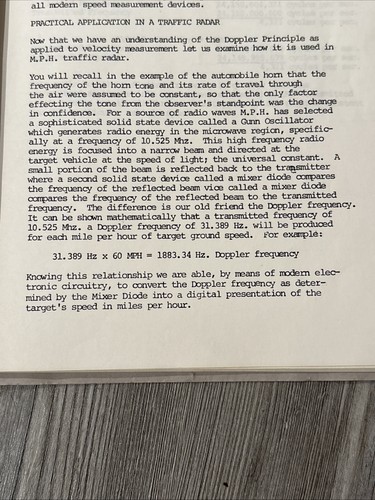 all modern speed measurement devices.
PRACTICAL APPLICATION IN A TRAFFIC RADAR
Now that we have an understanding of the Doppler Principle as
applied to velocity measurement let us examine how it is used in
M.P.H. traffic radar.
You will recall in the example of the automobile horn that the
frequency of the horn tone and its rate of travel through
the air were assumed to be constant, so that the only factor
effecting the tone from the observer's standpoint was the change
in confidence. For a source of radio waves M.P.H. has selected
a sophisticated solid state device called a Gunn Oscillator
which generates radio energy in the microwave region, specific-
ally at a frequency of 10.525 Mhz. This high frequency radio
energy is focused into a narrow beam and directed at the
target vehicle at the speed of light; the universal constant. A
small portion of the beam is reflected back to the transmitter
where a second solid state device called a mixer diode compares
the frequency of the reflected beam vice called a mixer diode
compares the frequency of the reflected beam to the transmitted
frequency. The difference is our old friend the Doppler frequency.
It can be shown mathematically that a transmitted frequency of
10.525 Mhz. a Doppler frequency of 31.389 Hz. will be produced
for each mile per hour of target ground speed. For example:
31.389 Hz x 60 MPH = 1883.34 Hz. Doppler frequency
Knowing this relationship we are able, by means of modern elec-
tronic circuitry, to convert the Doppler frequency as deter-
mined by the Mixer Diode into a digital presentation of the
target's speed in miles per hour.